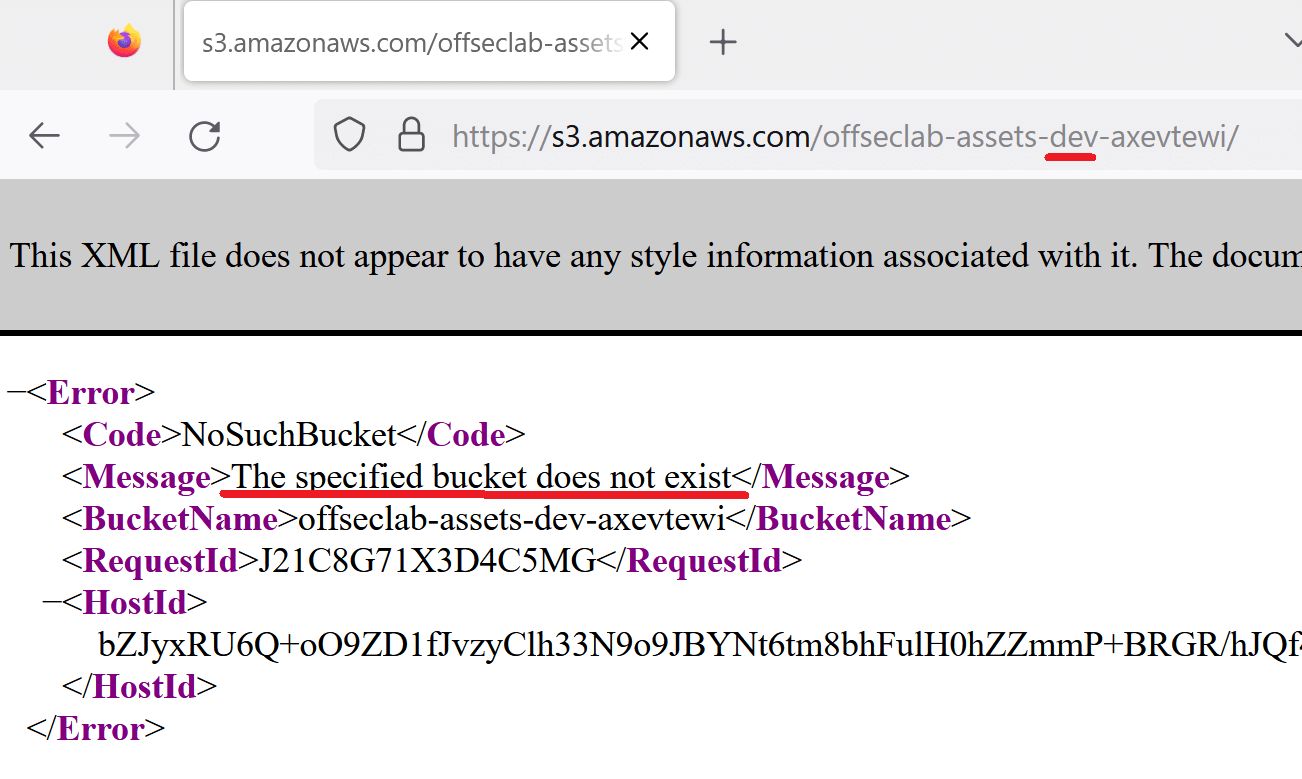 s3.amazonaws.com/offseclab-assets
https://s3.amazonaws.com/offseclab-assets-dev-axevtewi/
This XML file does not appear to have any style information associated with it. The docum
—<Error>
<Code>NoSuchBucket</Code>
<Message>The specified bucket does not exist</Message>
<BucketName>offseclab-assets-dev-axevtewi</BucketName>
<RequestId>J21C8G71X3D4C5MG</RequestId>
—<HostId>
bZJyxRU6Q+oO9ZD1fJvzyClh33N9o9JBYNt6tm8bhFulH0hZZmmP+BRGR/hJQf4
</HostId>
</Error>